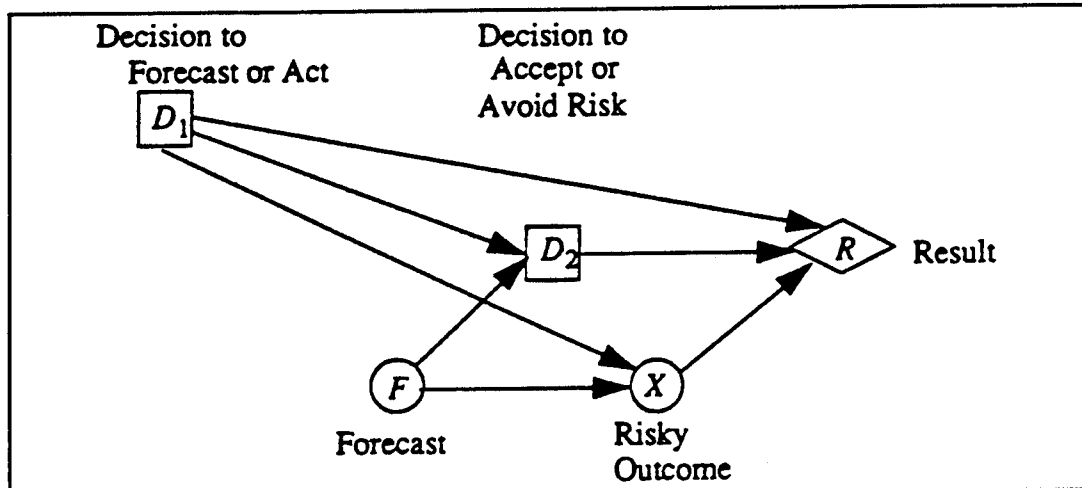 Decision to
Forecast or Act
Decision to
Accept or
Avoid Risk
D1
D2
R
Result
F
X
Forecast
Risky
Outcome